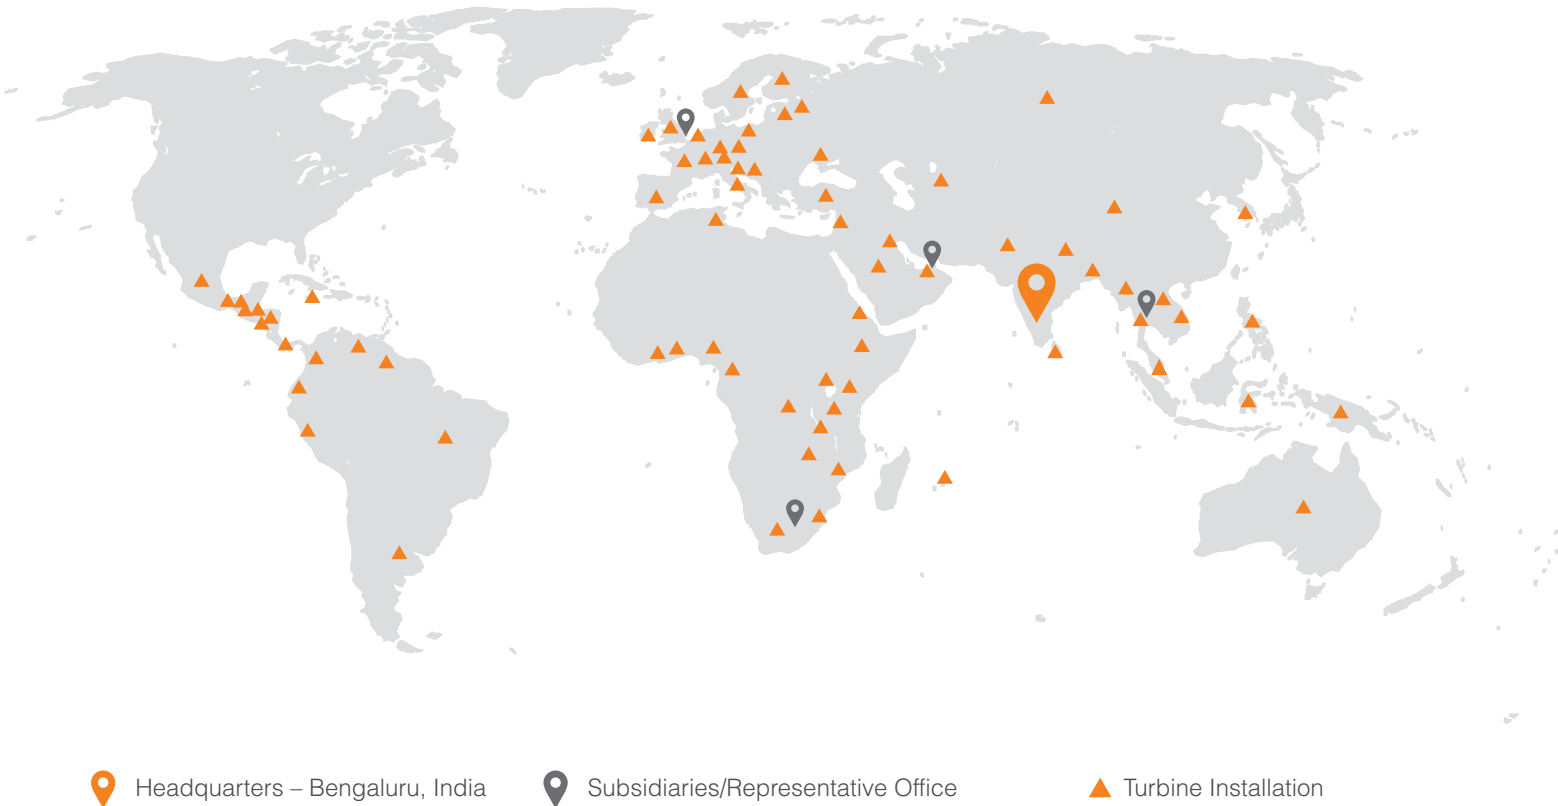 Headquarters – Bengaluru, India
Subsidiaries/Representative Office
Turbine Installation